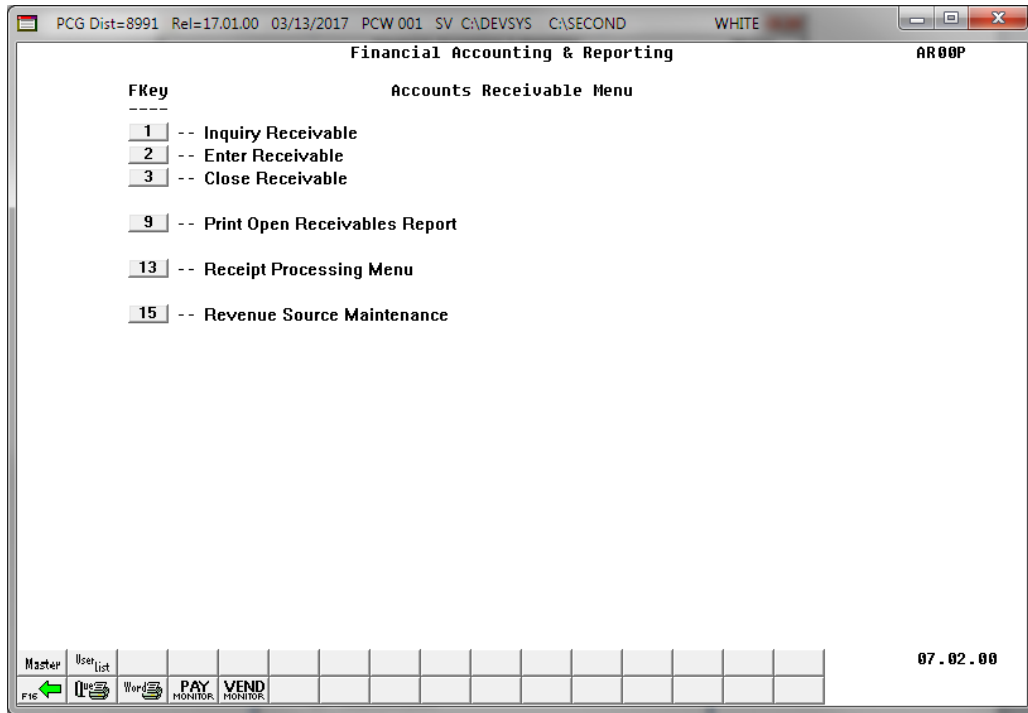 PCG Dist=8991 Rel=17.01.00 03/13/2017 PCW 001 SV C:\DEVSYS C:\SECOND WHITE
Financial Accounting & Reporting AR00P
FKey Accounts Receivable Menu
----
1 -- Inquiry Receivable
2 -- Enter Receivable
3 -- Close Receivable
9 -- Print Open Receivables Report
13 -- Receipt Processing Menu
15 -- Revenue Source Maintenance
Master User List 07.02.00
F16 Que Word PAY MONITOR VEND MONITOR